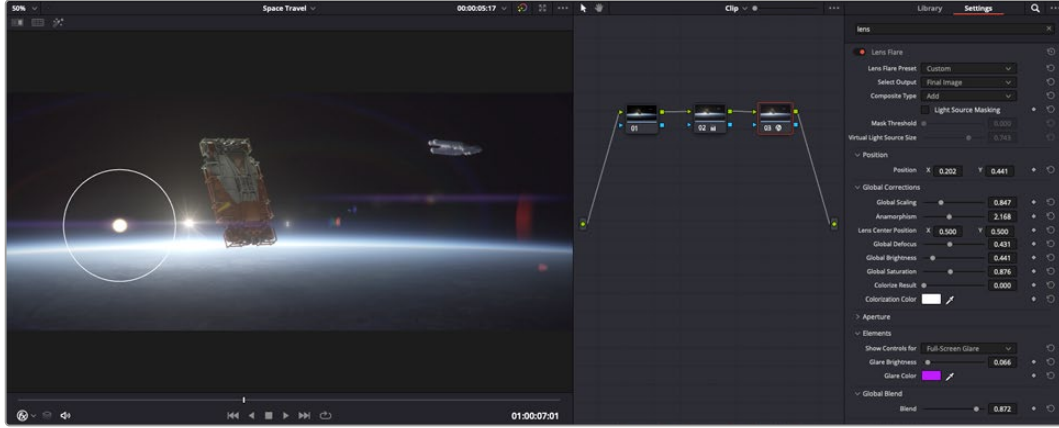 50%
Space Travel
00:00:05:17
Clip
Library
Settings
lens
Lens Flare
Lens Flare Preset Custom
Select Output Final Image
Composite Type Add
Light Source Masking
Mask Threshold 0.000
Virtual Light Source Size 0.743
Position
Position X 0.202 Y 0.441
Global Corrections
Global Scaling 0.847
Anamorphism 2.168
Lens Center Position X 0.500 Y 0.500
Global Defocus 0.431
Global Brightness 0.441
Global Saturation 0.876
Colorize Result 0.000
Colorization Color
Aperture
Elements
Show Controls for Full-Screen Glare
Glare Brightness 0.066
Glare Color
Global Blend
Blend 0.872
01
02
03
fx
01:00:07:01